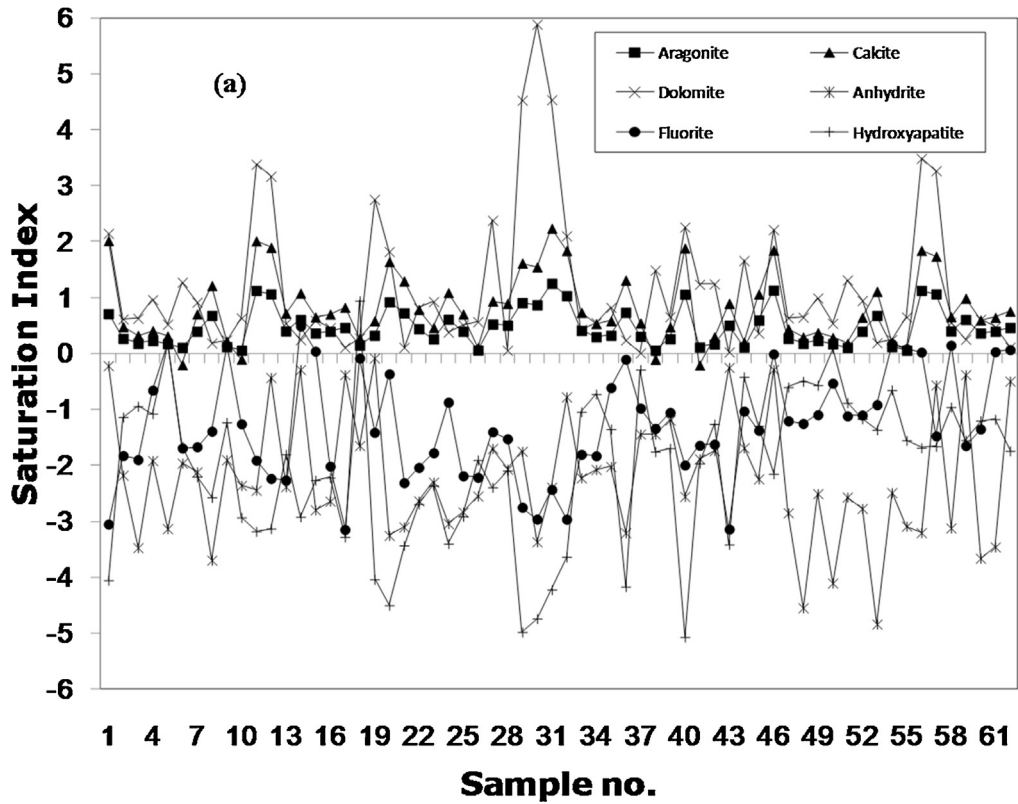 6
5
4
3
2
1
0
-1
-2
-3
-4
-5
-6
Saturation Index
(a)
Aragonite Calcite
Dolomite Anhydrite
Fluorite Hydroxyapatite
1 4 7 10 13 16 19 22 25 28 31 34 37 40 43 46 49 52 55 58 61
Sample no.